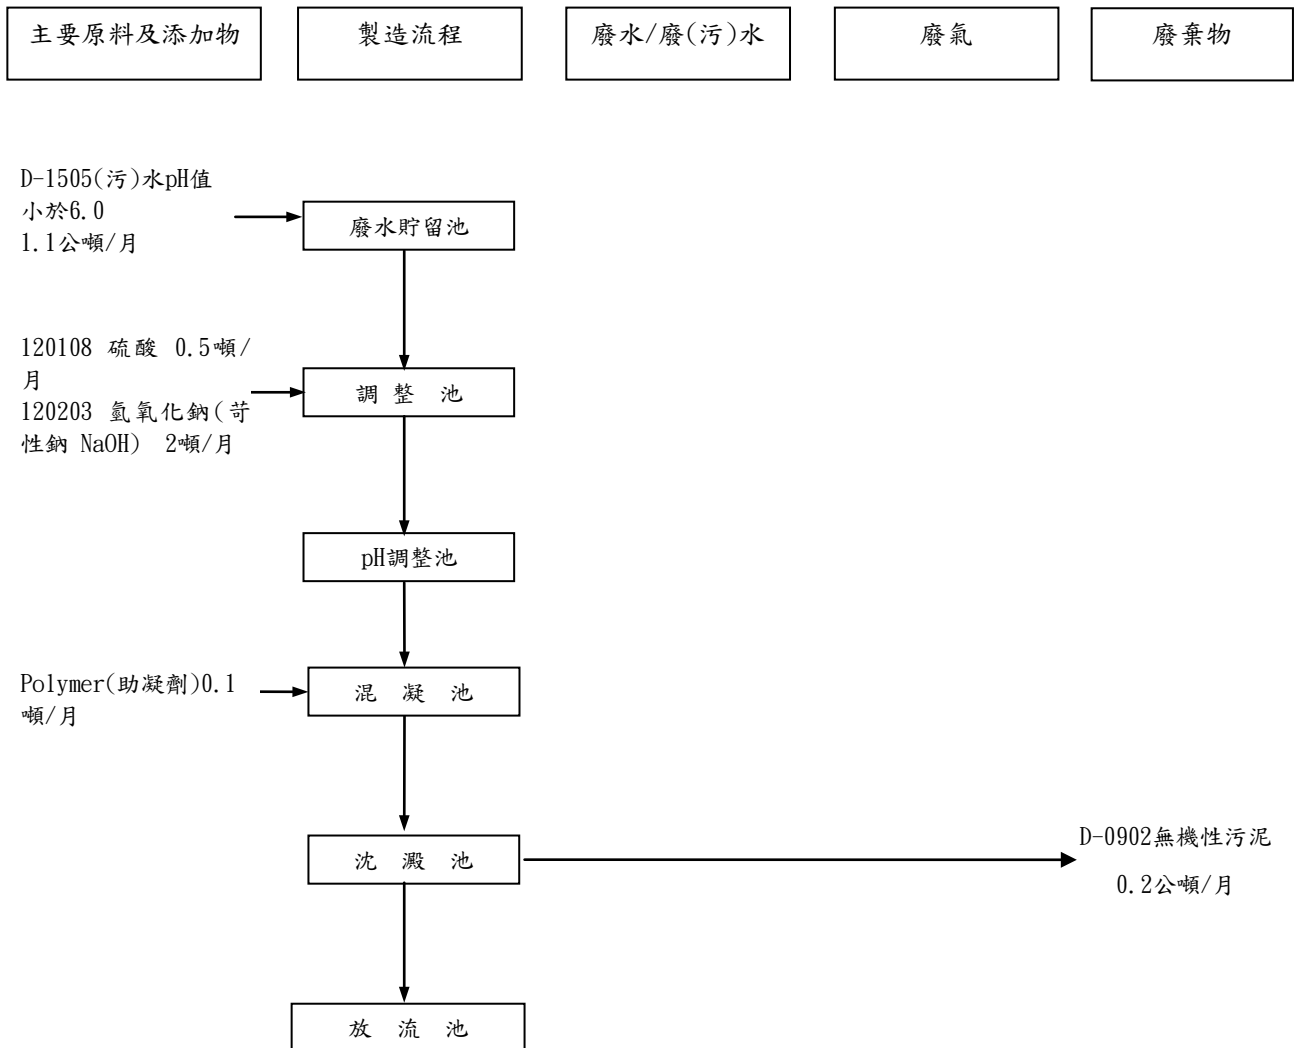 主要原料及添加物
製造流程
廢水/廢(污)水
廢氣
廢棄物
D-1505(污)水pH值
小於6.0
1.1公噸/月
廢水貯留池
120108 硫酸 0.5噸/
月
120203 氫氧化鈉(苛
性鈉 NaOH) 2噸/月
調整 池
pH調整池
Polymer(助凝劑)0.1
噸/月
混 凝 池
沈 澱 池
D-0902無機性污泥
0.2公噸/月
放 流 池